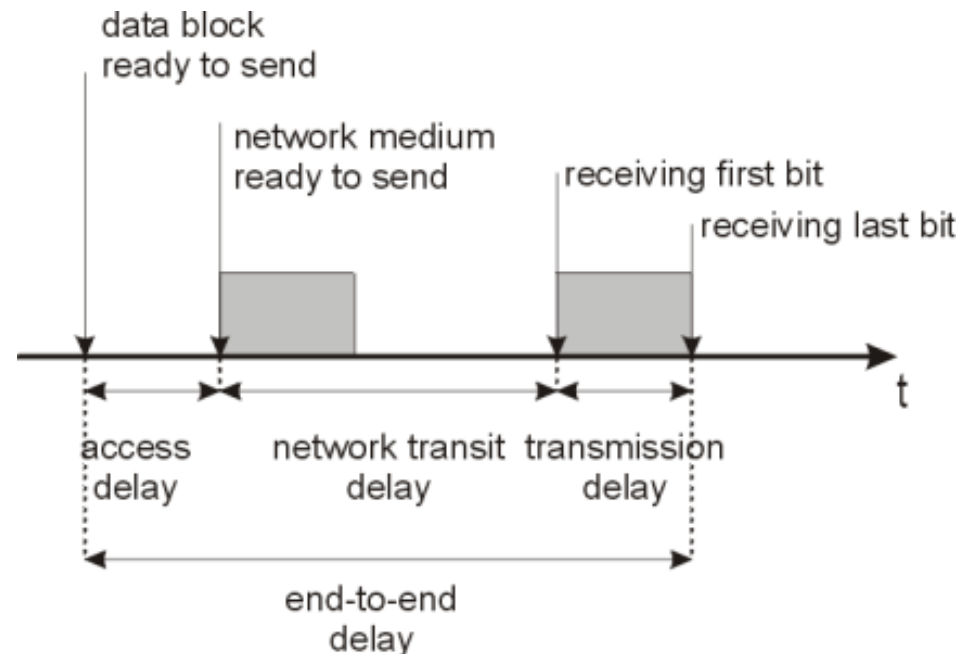 data block
ready to send
network medium
ready to send
receiving first bit
receiving last bit
t
access
delay
network transit
delay
transmission
delay
end-to-end
delay